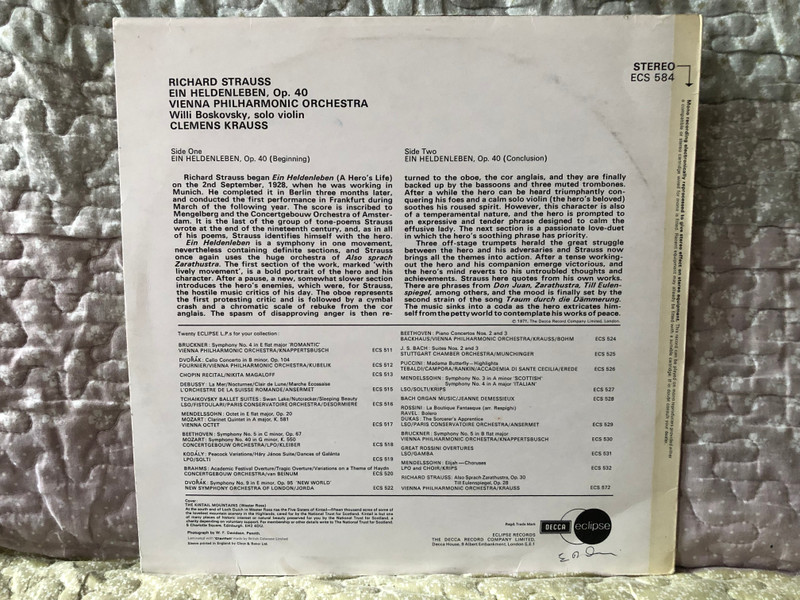 STEREO
ECS 584
RICHARD STRAUSS
EIN HELDENLEBEN, Op. 40
VIENNA PHILHARMONIC ORCHESTRA
Willi Boskovsky, solo violin
CLEMENS KRAUSS
Side One
EIN HELDENLEBEN, Op. 40 (Beginning)
Richard Strauss began Ein Heldenleben (A Hero's Life)
on the 2nd September, 1928, when he was working in
Munich. He completed it in Berlin three months later,
and conducted the first performance in Frankfurt during
March of the following year. The score is inscribed to
Mengelberg and the Concertgebouw Orchestra of Amster-
dam. It is the last of the group of tone-poems Strauss
wrote at the end of the nineteenth century, and, as in all
of his poems, Strauss identifies himself with the hero.
Ein Heldenleben is a symphony in one movement,
nevertheless containing definite sections, and Strauss
once again uses the huge orchestra of Also sprach
Zarathustra. The first section of the work, marked 'with
lively movement', is a bold portrait of the hero and his
character. After a pause, a new, somewhat slower section
introduces the hero's enemies, which were, for Strauss,
the hostile music critics of his day. The oboe represents
the first protesting critic and is followed by a cymbal
crash and a chromatic scale of rebuke from the cor
anglais. The spasm of disapproving anger is then re-
Side Two
EIN HELDENLEBEN, Op. 40 (Conclusion)
turned to the oboe, the cor anglais, and they are finally
backed up by the bassoons and three muted trombones.
After a while the hero can be heard triumphantly con-
quering his foes and a calm solo violin (the hero's beloved)
soothes his roused spirit. However, this character is also
of a temperamental nature, and the hero is prompted to
an expressive and tender phrase designed to calm the
effusive lady. The next section is a passionate love-duet
in which the hero's soothing phrase has priority.
Three off-stage trumpets herald the great struggle
between the hero and his adversaries and Strauss now
brings all the themes into action. After a tense working-
out the hero and his companion emerge victorious, and
the hero's mind reverts to his untroubled thoughts and
achievements. Strauss here quotes from his own works.
There are phrases from Don Juan, Zarathustra, Till Eulen-
spiegel, among others, and the mood is finally set by the
second strain of the song Traum durch die Dämmerung.
The music sinks into a coda as the hero extricates him-
self from the petty world to contemplate his works of peace.
© 1971, The Decca Record Company Limited, London.
Twenty ECLIPSE L.P.s for your collection:
BRUCKNER: Symphony No. 4 in E flat major 'ROMANTIC'
VIENNA PHILHARMONIC ORCHESTRA/KNAPPERTSBUSCH ECS 511
DVOŘÁK: Cello Concerto in B minor, Op. 104
FOURNIER/VIENNA PHILHARMONIC ORCHESTRA/KUBELIK ECS 512
CHOPIN RECITAL/NIKITA MAGALOFF ECS 513
DEBUSSY: La Mer/Nocturnes/Clair de Lune/Marche Ecossaise
L'ORCHESTRE DE LA SUISSE ROMANDE/ANSERMET ECS 515
TCHAIKOVSKY BALLET SUITES: Swan Lake/Nutcracker/Sleeping Beauty
LSO/FISTOULARI/PARIS CONSERVATOIRE ORCHESTRA/DESORMIERE ECS 516
MENDELSSOHN: Octet in E flat major, Op. 20
MOZART: Clarinet Quintet in A major, K. 581
VIENNA OCTET ECS 517
BEETHOVEN: Symphony No. 5 in C minor, Op. 67
MOZART: Symphony No. 40 in G minor, K. 550
CONCERTGEBOUW ORCHESTRA/LPO/KLEIBER ECS 518
KODÁLY: Peacock Variations/Háry János Suite/Dances of Galánta
LPO/SOLTI ECS 519
BRAHMS: Academic Festival Overture/Tragic Overture/Variations on a Theme of Haydn
CONCERTGEBOUW ORCHESTRA/van BEINUM ECS 520
DVOŘÁK: Symphony No. 9 in E minor, Op. 95 'NEW WORLD'
NEW SYMPHONY ORCHESTRA OF LONDON/JORDA ECS 522
BEETHOVEN: Piano Concertos Nos. 2 and 3
BACKHAUS/VIENNA PHILHARMONIC ORCHESTRA/KRAUSS/BOHM ECS 524
J. S. BACH: Suites Nos. 2 and 3
STUTTGART CHAMBER ORCHESTRA/MUNCHINGER ECS 525
PUCCINI: Madama Butterfly—Highlights
TEBALDI/CAMPORA/RANKIN/ACCADEMIA DI SANTE CECILIA/EREDE ECS 526
MENDELSSOHN: Symphony No. 3 in A minor 'SCOTTISH'
Symphony No. 4 in A major 'ITALIAN'
LSO/SOLTI/KRIPS ECS 527
BACH ORGAN MUSIC/JEANNE DEMESSIEUX ECS 528
ROSSINI: La Boutique Fantasque (arr. Respighi)
RAVEL: Bolero
DUKAS: The Sorcerer's Apprentice
LSO/PARIS CONSERVATOIRE ORCHESTRA/ANSERMET ECS 529
BRUCKNER: Symphony No. 5 in B flat major
VIENNA PHILHARMONIC ORCHESTRA/KNAPPERTSBUSCH ECS 530
GREAT ROSSINI OVERTURES
LSO/GAMBA ECS 531
MENDELSSOHN: Elijah—Choruses
LPO and CHOIR/KRIPS ECS 532
RICHARD STRAUSS: Also Sprach Zarathustra, Op. 30
Till Eulenspiegel, Op. 28
VIENNA PHILHARMONIC ORCHESTRA/KRAUSS ECS 572
Cover:
THE KINTAIL MOUNTAINS (Wester Ross)
Photograph by W. F. Davidson, Penrith.
Regd. Trade Mark
DECCA
eclipse
ECLIPSE RECORDS
THE DECCA RECORD COMPANY LIMITED,
Decca House, 9 Albert Embankment, London S.E.1